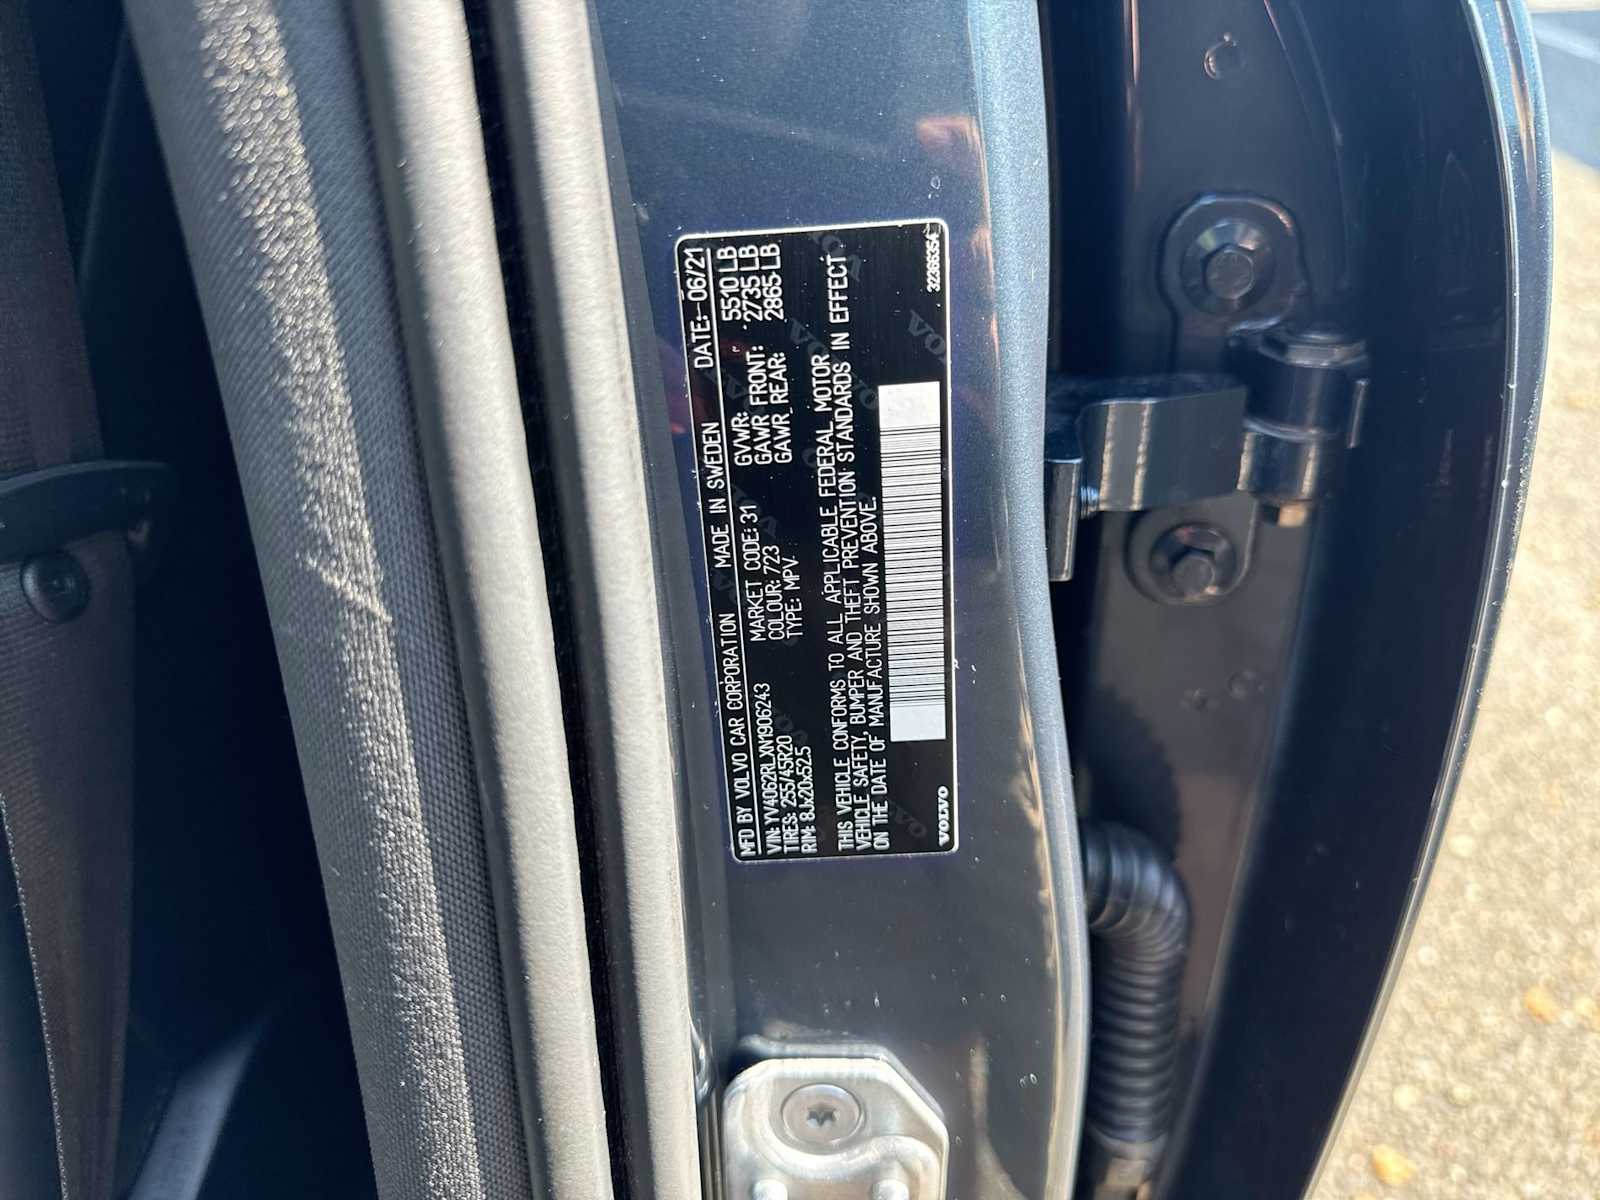 MFD BY VOLVO CAR CORPORATION MADE IN SWEDEN DATE: 06/21
VIN: YV4062RLXN1906243
TIRES: 255/45R20
RIM: 8Jx20x52.5
MARKET CODE: 31
COLOUR: 723
TYPE: MPV
GVWR: 5510 LB
GAWR FRONT: 2735 LB
GAWR REAR: 2865 LB
THIS VEHICLE CONFORMS TO ALL APPLICABLE FEDERAL MOTOR
VEHICLE SAFETY, BUMPER AND THEFT PREVENTION STANDARDS IN EFFECT
ON THE DATE OF MANUFACTURE SHOWN ABOVE.
VOLVO
32366354